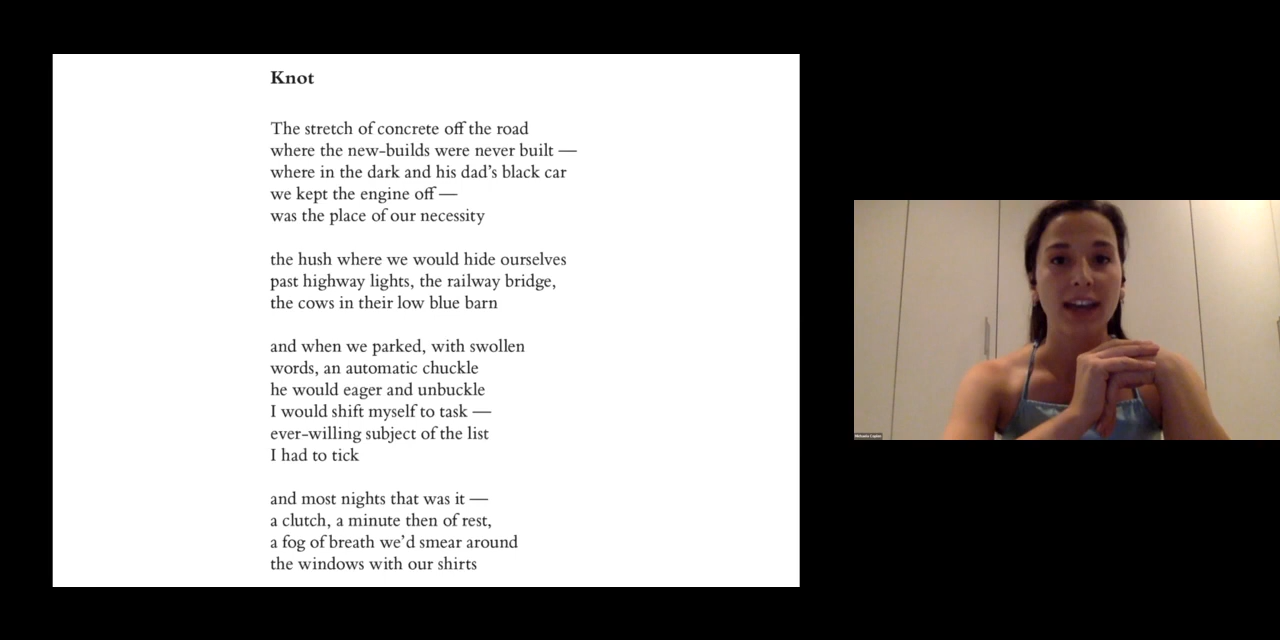 Knot
The stretch of concrete off the road
where the new-builds were never built —
where in the dark and his dad’s black car
we kept the engine off —
was the place of our necessity
the hush where we would hide ourselves
past highway lights, the railway bridge,
the cows in their low blue barn
and when we parked, with swollen
words, an automatic chuckle
he would eager and unbuckle
I would shift myself to task —
ever-willing subject of the list
I had to tick
and most nights that was it —
a clutch, a minute then of rest,
a fog of breath we’d smear around
the windows with our shirts